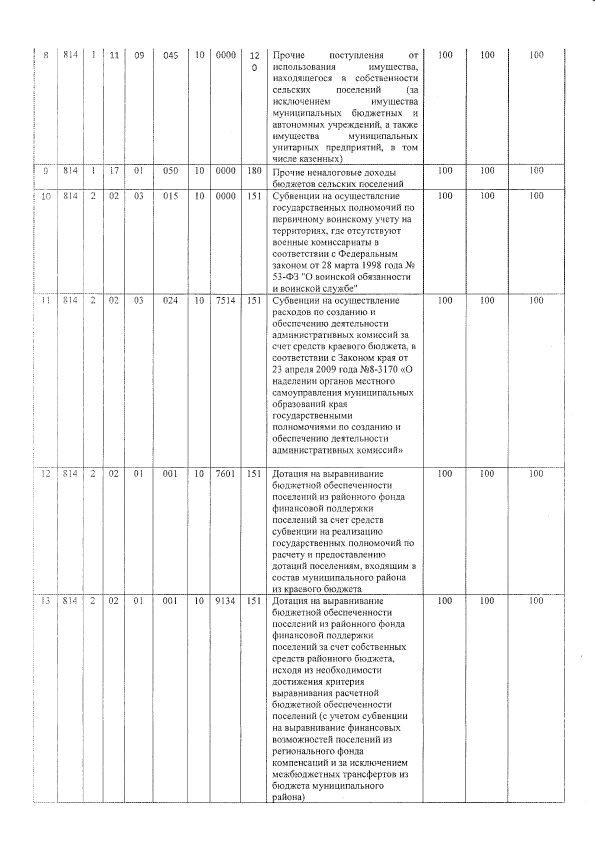 8 814 1 11 09 045 10 0000 12 Прочие поступления от 100 100 100
0 использования имущества,
находящегося в собственности
сельских поселений (за
исключением имущества
муниципальных бюджетных и
автономных учреждений, а также
имущества муниципальных
унитарных предприятий, в том
числе казенных)
9 814 1 17 01 050 10 0000 180 Прочие неналоговые доходы 100 100 100
бюджетов сельских поселений
10 814 2 02 03 015 10 0000 151 Субвенции на осуществление 100 100 100
государственных полномочий по
первичному воинскому учету на
территориях, где отсутствуют
военные комиссариаты в
соответствии с Федеральным
законом от 28 марта 1998 года №
53-ФЗ "О воинской обязанности
и воинской службе"
11 814 2 02 03 024 10 7514 151 Субвенции на осуществление 100 100 100
расходов по созданию и
обеспечению деятельности
административных комиссий за
счет средств краевого бюджета, в
соответствии с Законом края от
23 апреля 2009 года №8-3170 «О
наделении органов местного
самоуправления муниципальных
образований края
государственными
полномочиями по созданию и
обеспечению деятельности
административных комиссий»
12 814 2 02 01 001 10 7601 151 Дотация на выравнивание 100 100 100
бюджетной обеспеченности
поселений из районного фонда
финансовой поддержки
поселений за счет средств
субвенции на реализацию
государственных полномочий по
расчету и предоставлению
дотаций поселениям, входящим в
состав муниципального района
из краевого бюджета
13 814 2 02 01 001 10 9134 151 Дотация на выравнивание 100 100 100
бюджетной обеспеченности
поселений из районного фонда
финансовой поддержки
поселений за счет собственных
средств районного бюджета,
исходя из необходимости
достижения критерия
выравнивания расчетной
бюджетной обеспеченности
поселений (с учетом субвенции
на выравнивание финансовых
возможностей поселений из
регионального фонда
компенсаций и за исключением
межбюджетных трансфертов из
бюджета муниципального
района)